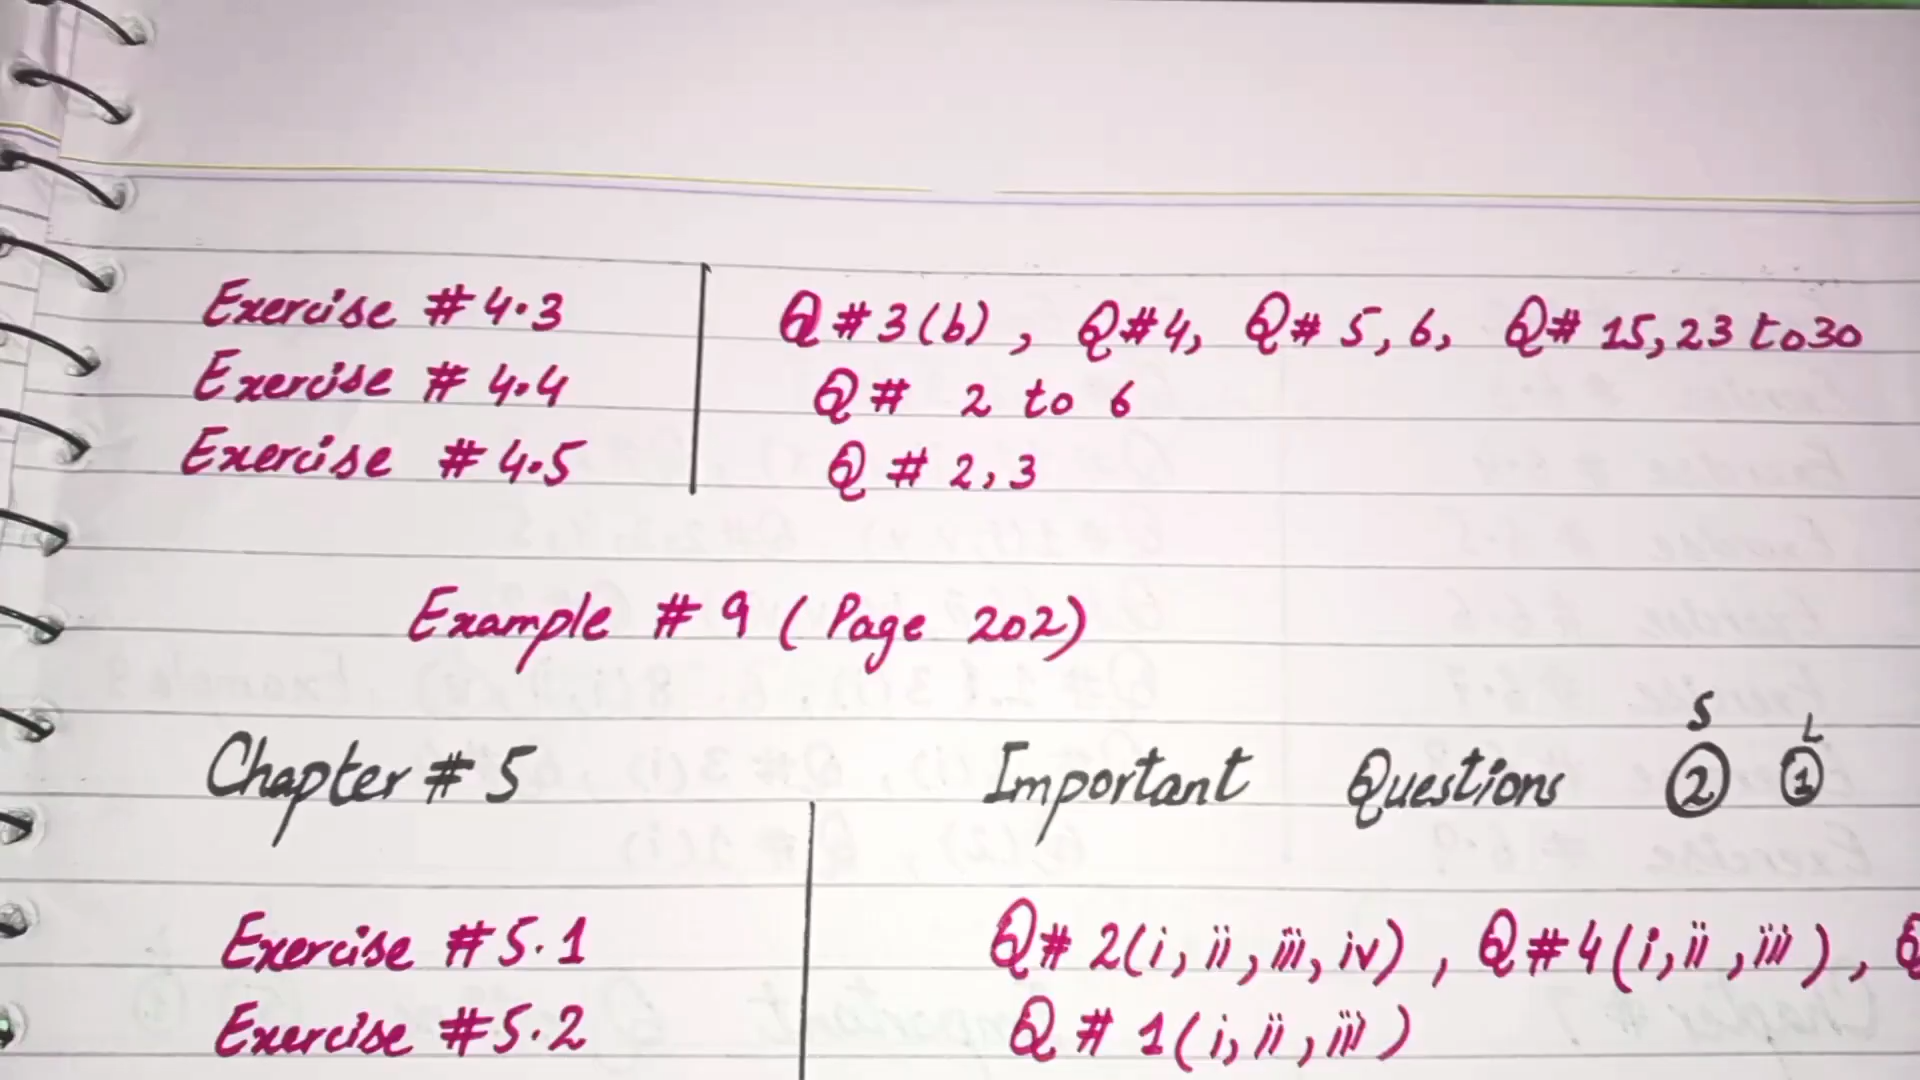 Exercise # 4.3 Q # 3(b), Q#4, Q# 5, 6, Q# 15, 23 to 30
Exercise # 4.4 Q # 2 to 6
Exercise # 4.5 Q # 2, 3
Example # 9 (Page 202)
S L
Chapter # 5 Important Questions 2 1
Exercise # 5.1 Q# 2(i, ii, iii, iv), Q#4(i, ii, iii), Q
Exercise # 5.2 Q # 1(i, ii, iii)